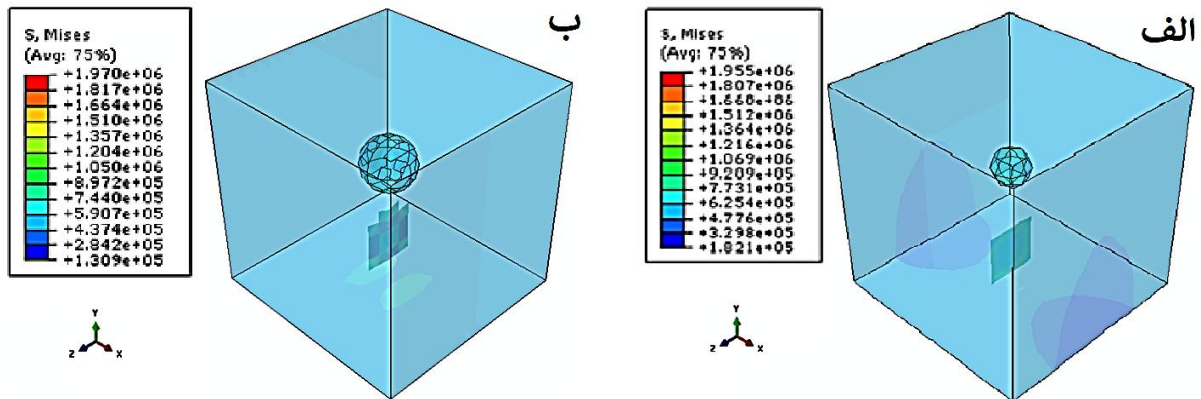 ب
S, Mises
(Avg: 75%)
+1.970e+06
+1.817e+06
+1.664e+06
+1.510e+06
+1.357e+06
+1.204e+06
+1.050e+06
+8.972e+05
+7.440e+05
+5.907e+05
+4.374e+05
+2.842e+05
+1.309e+05
Y
Z
X
الف
S, Mises
(Avg: 75%)
+1.955e+06
+1.807e+06
+1.660e+06
+1.512e+06
+1.364e+06
+1.216e+06
+1.069e+06
+9.209e+05
+7.731e+05
+6.254e+05
+4.776e+05
+3.298e+05
+1.821e+05
Y
Z
X